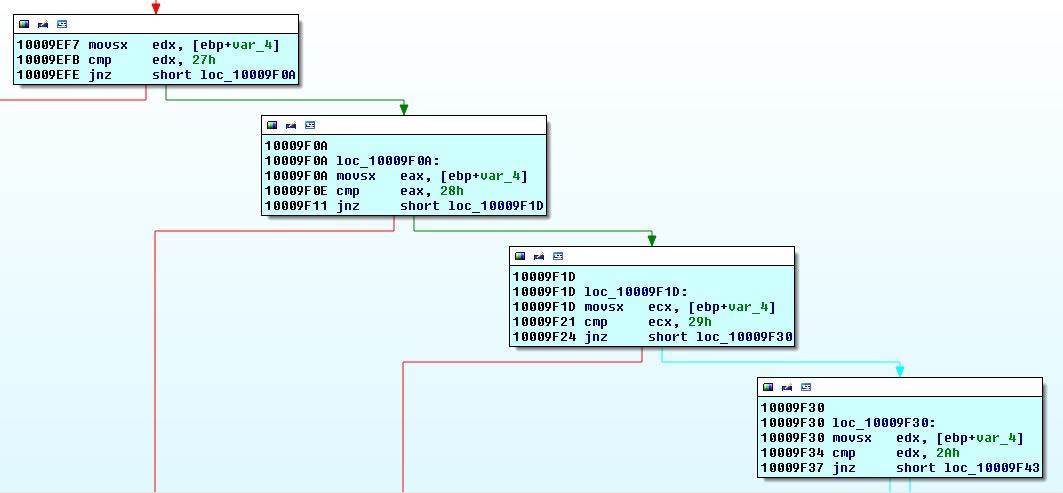 10009EF7 movsx edx, [ebp+var_4]
10009EFB cmp edx, 27h
10009EFE jnz short loc_10009F0A
10009F0A
10009F0A loc_10009F0A:
10009F0A movsx eax, [ebp+var_4]
10009F0E cmp eax, 28h
10009F11 jnz short loc_10009F1D
10009F1D
10009F1D loc_10009F1D:
10009F1D movsx ecx, [ebp+var_4]
10009F21 cmp ecx, 29h
10009F24 jnz short loc_10009F30
10009F30
10009F30 loc_10009F30:
10009F30 movsx edx, [ebp+var_4]
10009F34 cmp edx, 2Ah
10009F37 jnz short loc_10009F43